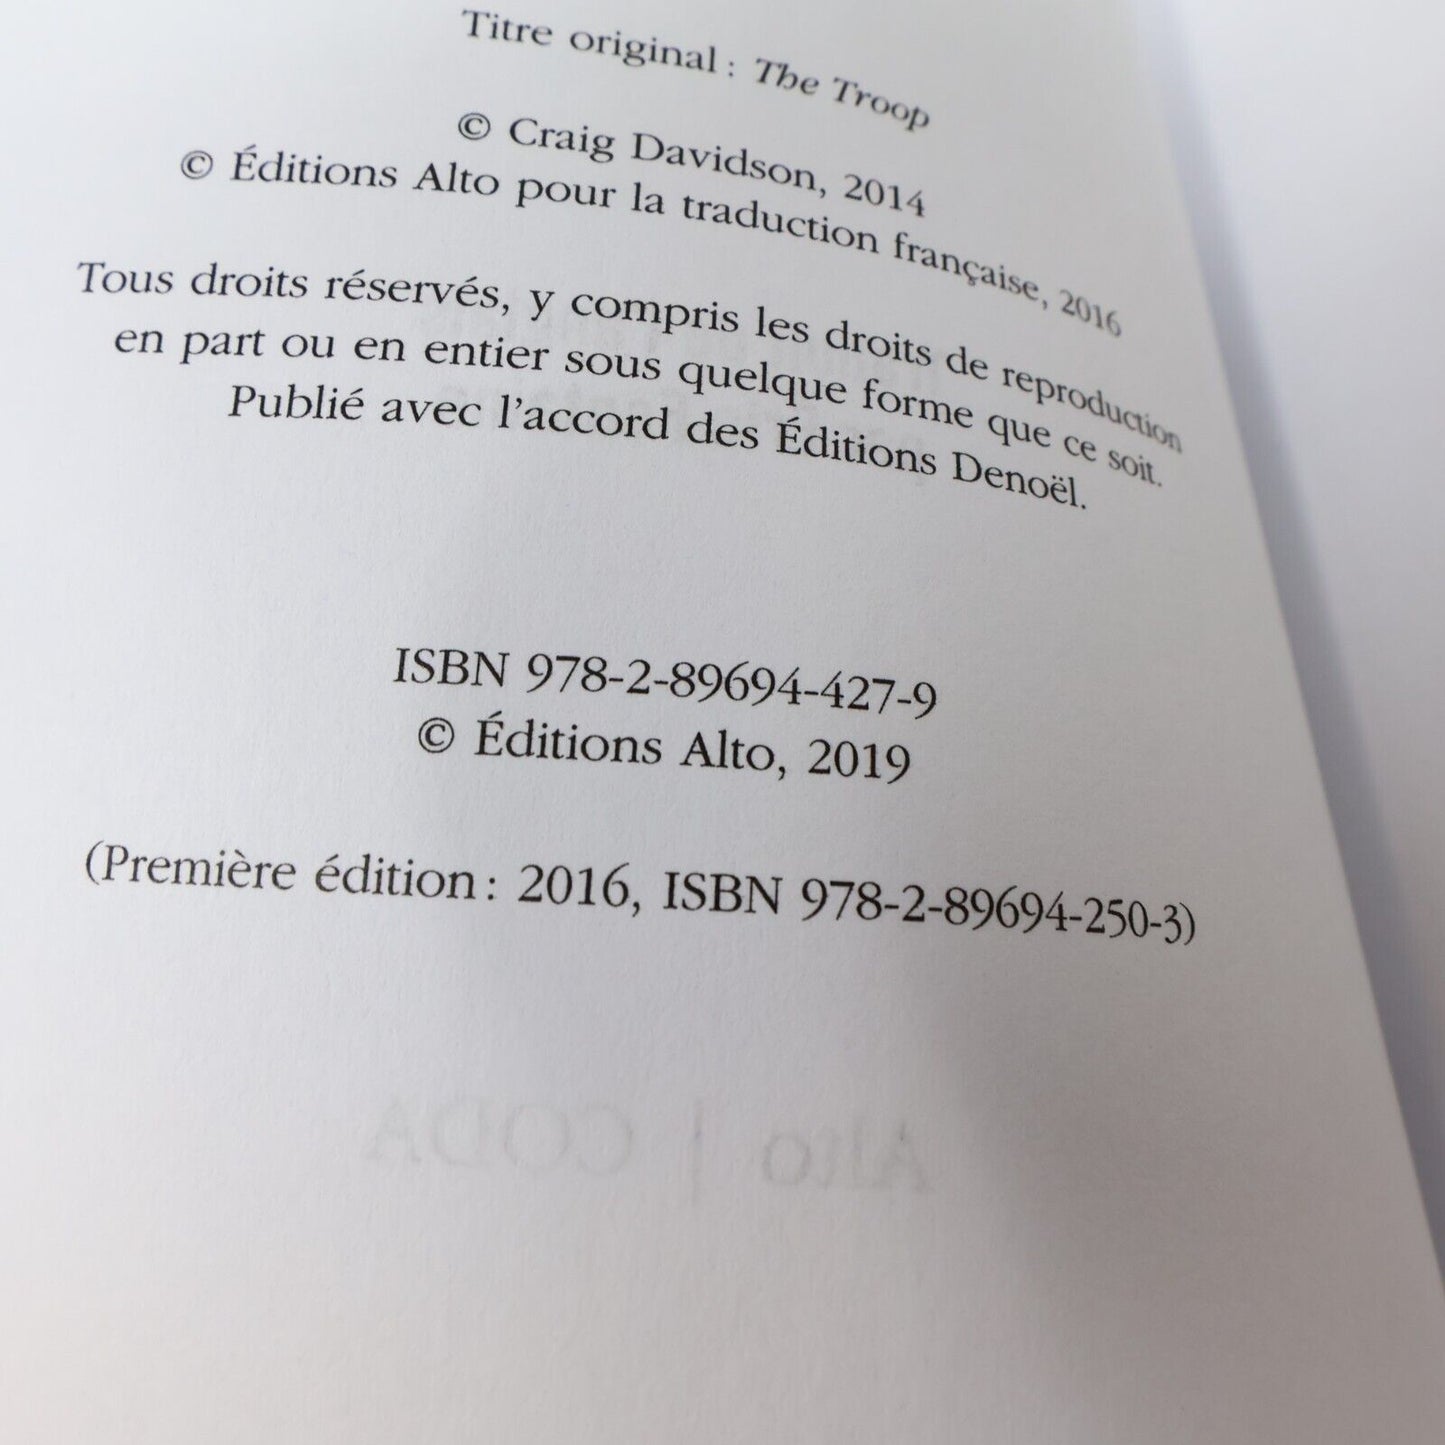 Titre original : The Troop
© Craig Davidson, 2014
© Éditions Alto pour la traduction française, 2016
Tous droits réservés, y compris les droits de reproduction
en part ou en entier sous quelque forme que ce soit.
Publié avec l'accord des Éditions Denoël.
ISBN 978-2-89694-427-9
© Éditions Alto, 2019
(Première édition : 2016, ISBN 978-2-89694-250-3)
Alto | CODA